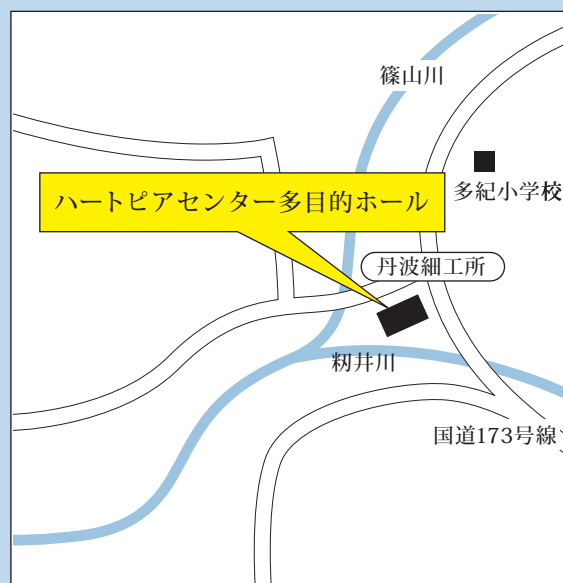 篠山川
多紀小学校
ハートピアセンター多目的ホール
丹波細工所
籾井川
国道173号線